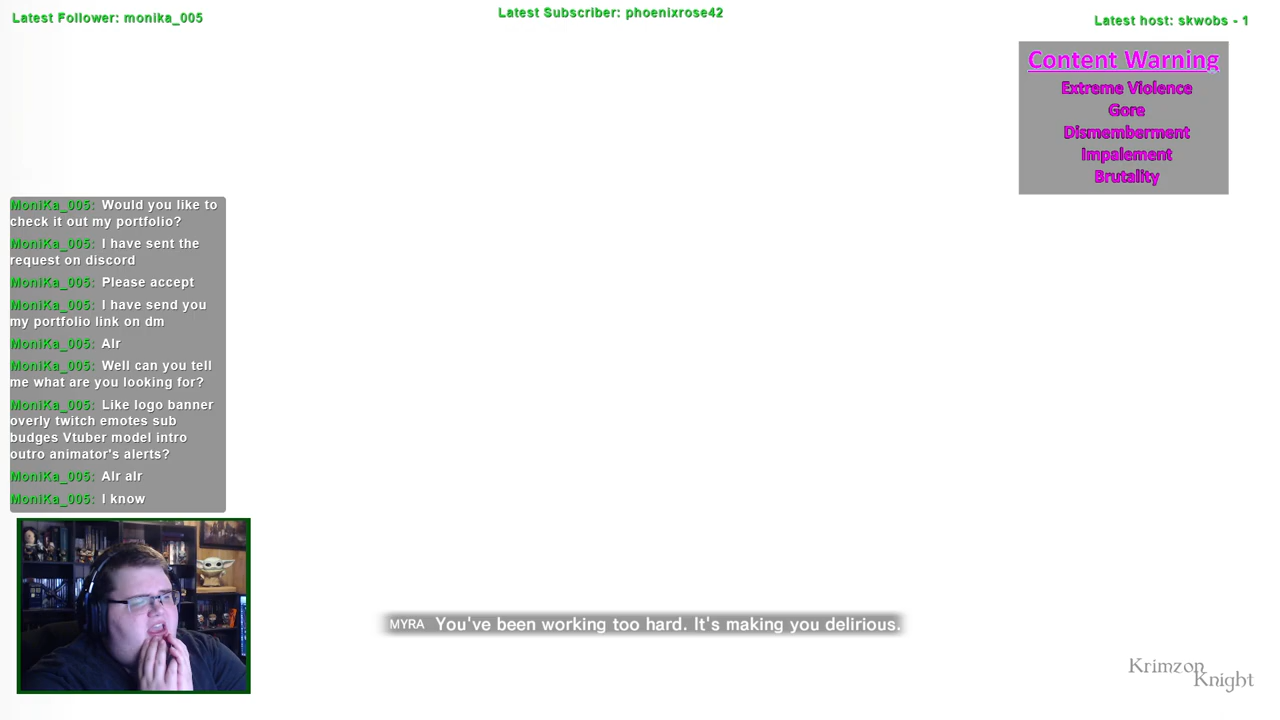 Latest Follower: monika_005
Latest Subscriber: phoenixrose42
Latest host: skwobs - 1
Content Warning
Extreme Violence
Gore
Dismemberment
Impalement
Brutality
MoniKa_005: Would you like to
check it out my portfolio?
MoniKa_005: I have sent the
request on discord
MoniKa_005: Please accept
MoniKa_005: I have send you
my portfolio link on dm
MoniKa_005: Alr
MoniKa_005: Well can you tell
me what are you looking for?
MoniKa_005: Like logo banner
overly twitch emotes sub
budges Vtuber model intro
outro animator's alerts?
MoniKa_005: Alr alr
MoniKa_005: I know
MYRA You've been working too hard. It's making you delirious.
Krimzon
Knight